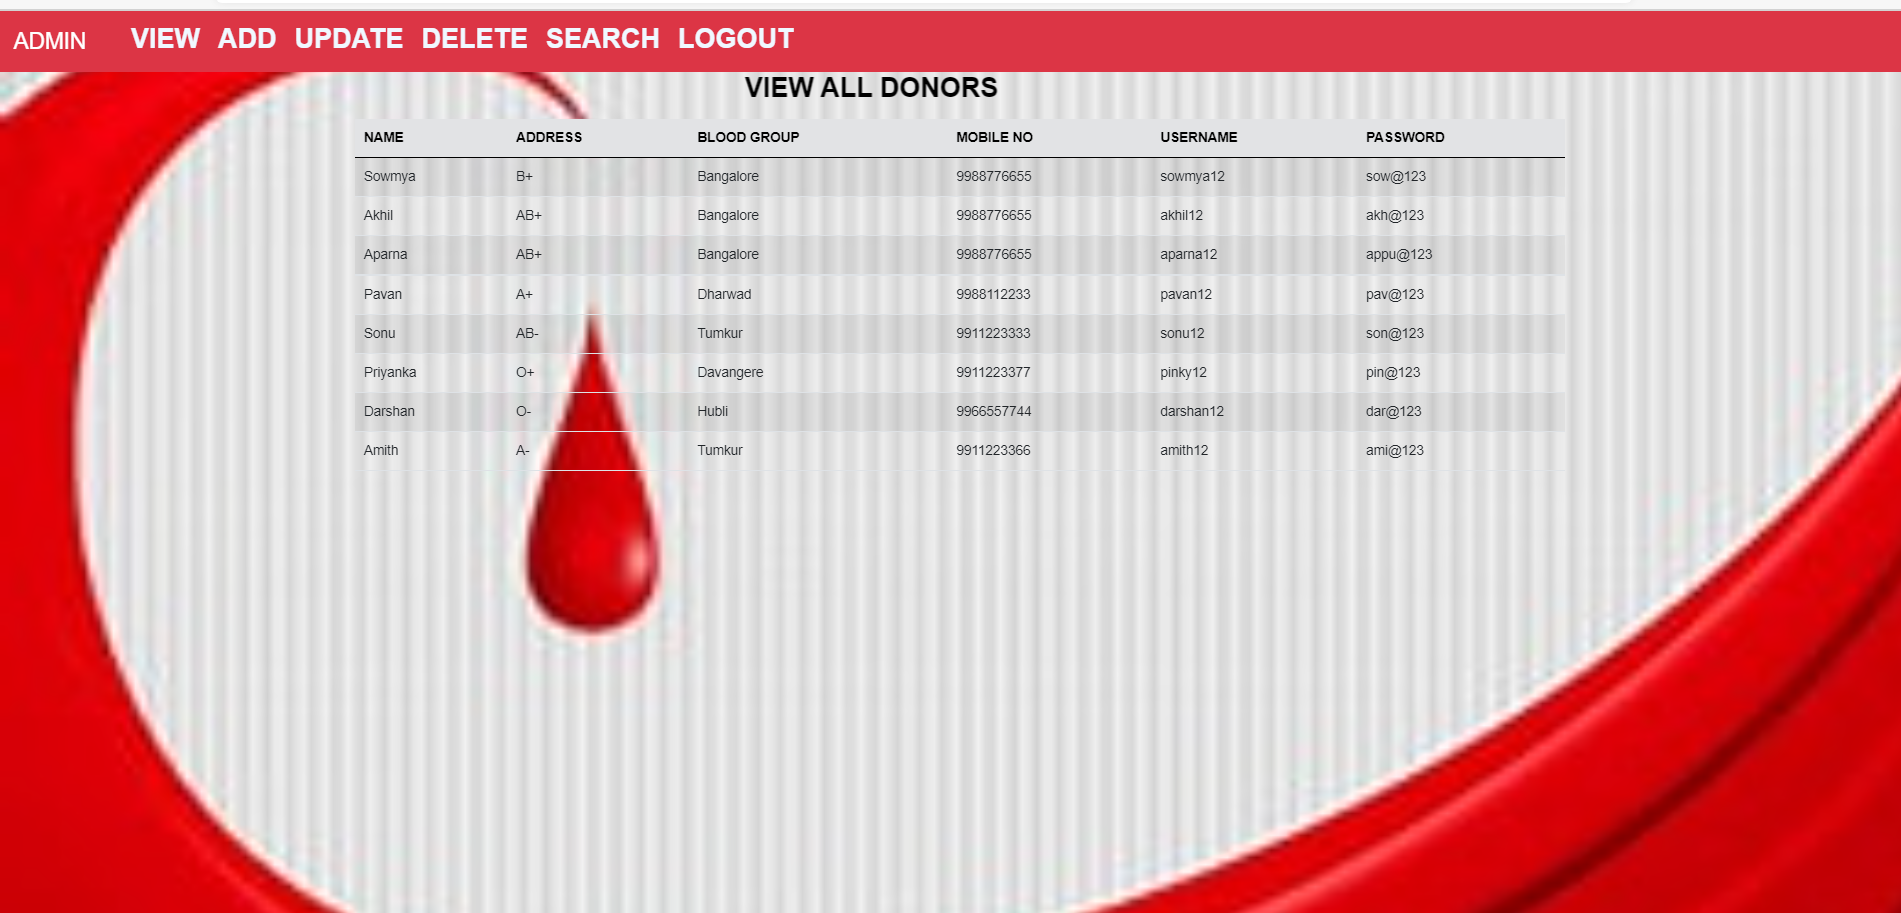 ADMIN VIEW ADD UPDATE DELETE SEARCH LOGOUT
VIEW ALL DONORS
NAME ADDRESS BLOOD GROUP MOBILE NO USERNAME PASSWORD
Sowmya B+ Bangalore 9988776655 sowmya12 sow@123
Akhil AB+ Bangalore 9988776655 akhil12 akh@123
Aparna AB+ Bangalore 9988776655 aparna12 appu@123
Pavan A+ Dharwad 9988112233 pavan12 pav@123
Sonu AB- Tumkur 9911223333 sonu12 son@123
Priyanka O+ Davangere 9911223377 pinky12 pin@123
Darshan O- Hubli 9966557744 darshan12 dar@123
Amith A- Tumkur 9911223366 amith12 ami@123